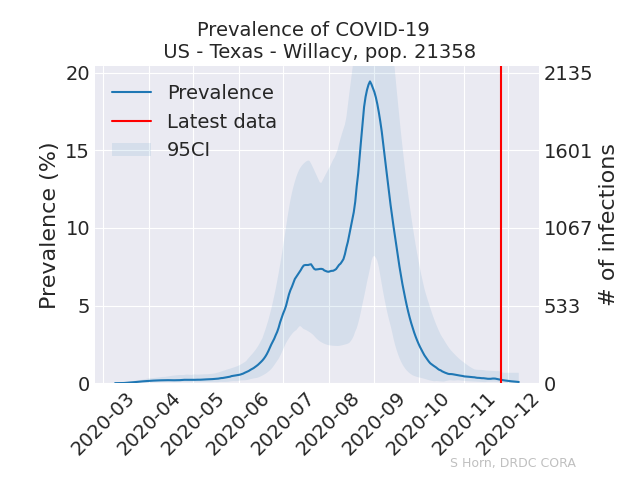 Prevalence of COVID-19
US - Texas - Willacy, pop. 21358
Prevalence
Latest data
95CI
Prevalence (%)
20
15
10
5
0
2135
1601
1067
533
0
# of infections
2020-03
2020-04
2020-05
2020-06
2020-07
2020-08
2020-09
2020-10
2020-11
2020-12
S Horn, DRDC CORA